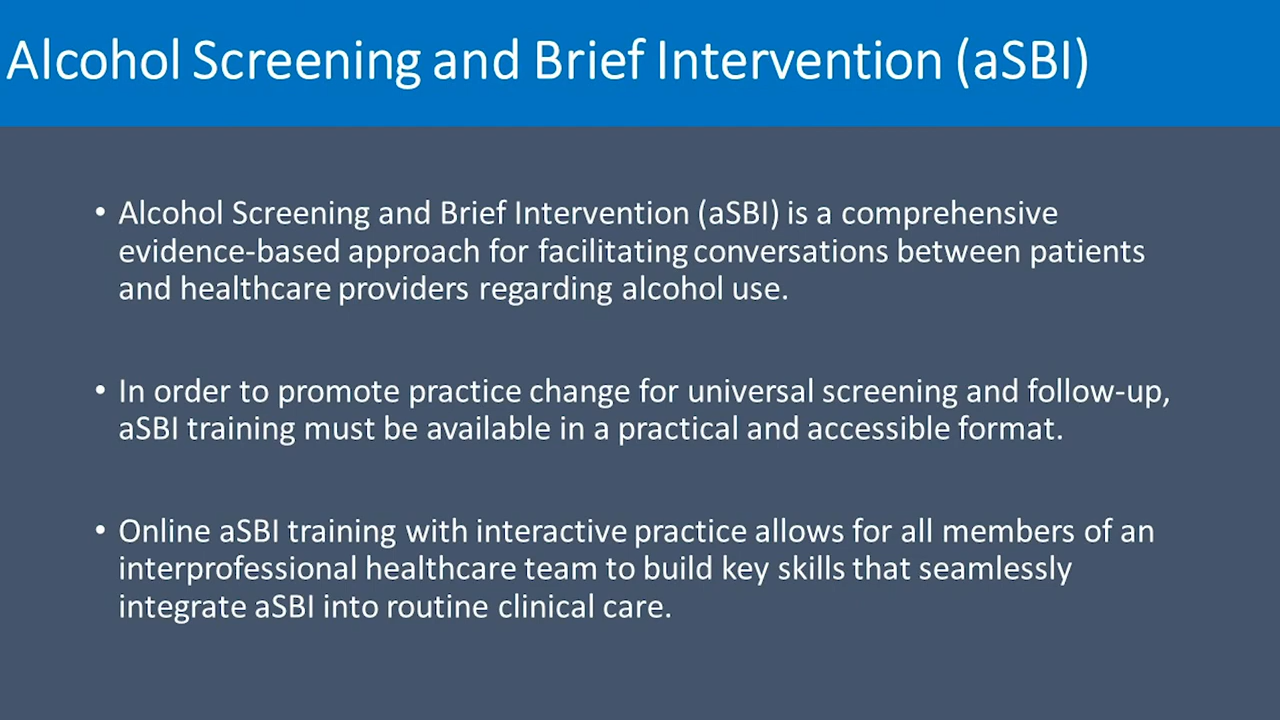 Alcohol Screening and Brief Intervention (aSBI)
• Alcohol Screening and Brief Intervention (aSBI) is a comprehensive
evidence-based approach for facilitating conversations between patients
and healthcare providers regarding alcohol use.
• In order to promote practice change for universal screening and follow-up,
aSBI training must be available in a practical and accessible format.
• Online aSBI training with interactive practice allows for all members of an
interprofessional healthcare team to build key skills that seamlessly
integrate aSBI into routine clinical care.